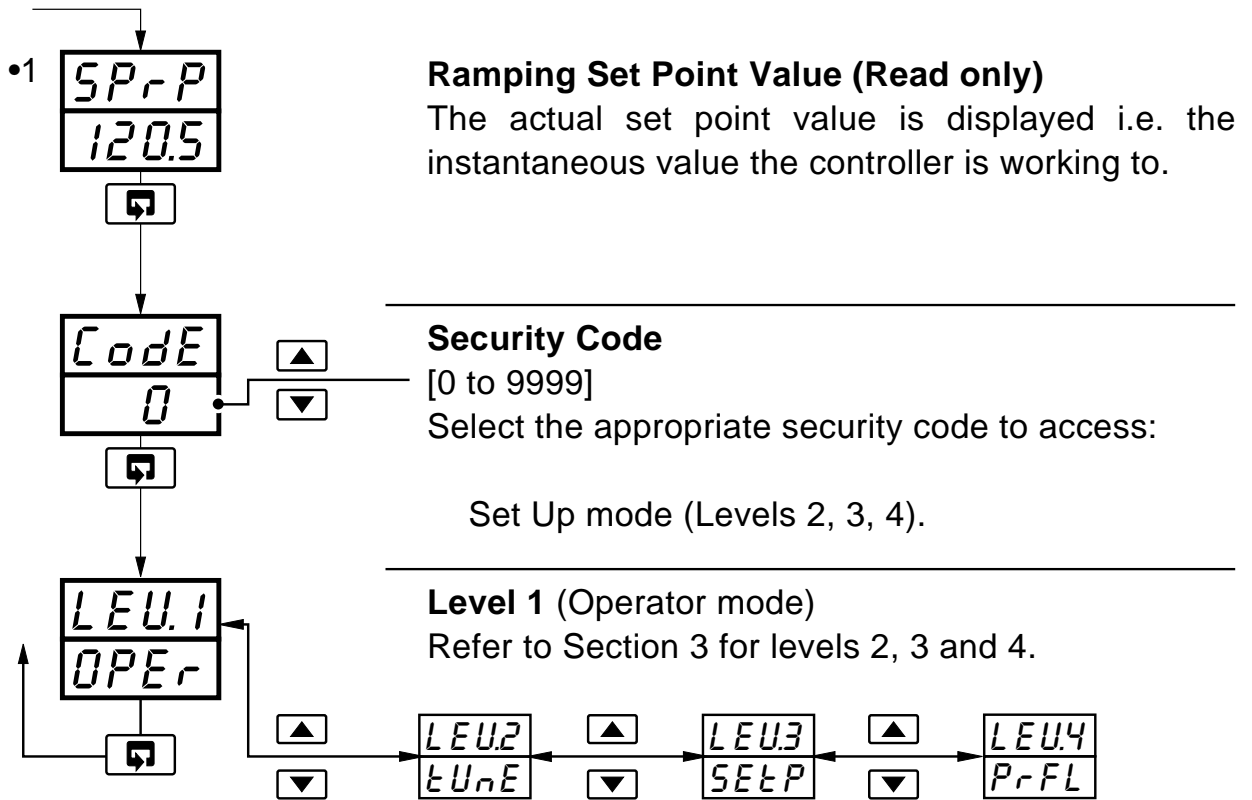 •1
SPrP
120.5
Ramping Set Point Value (Read only)
The actual set point value is displayed i.e. the
instantaneous value the controller is working to.
CodE
0
Security Code
[0 to 9999]
Select the appropriate security code to access:
Set Up mode (Levels 2, 3, 4).
LEU.1
OPEr
Level 1 (Operator mode)
Refer to Section 3 for levels 2, 3 and 4.
LEU.2
tUnE
LEU.3
SEtP
LEU.4
PrFL